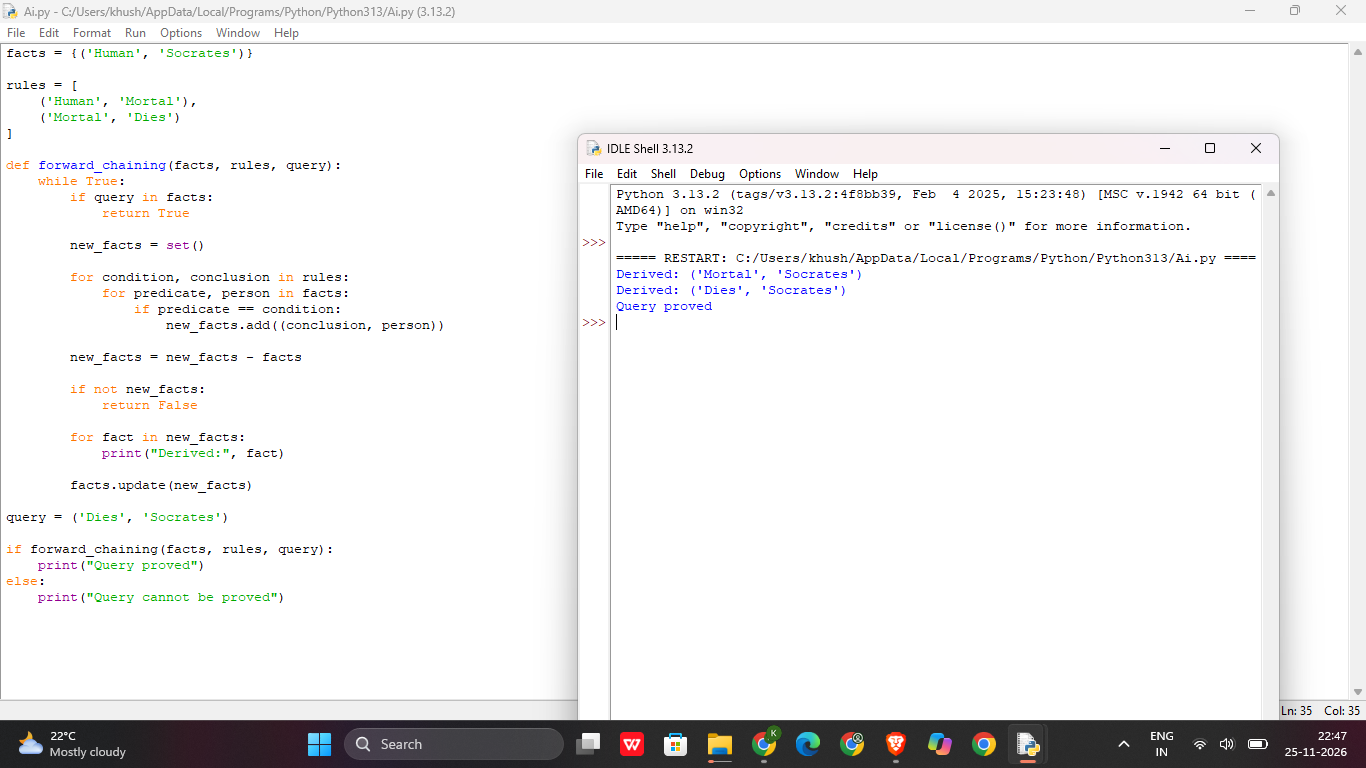 Ai.py - C:/Users/khush/AppData/Local/Programs/Python/Python313/Ai.py (3.13.2)
File Edit Format Run Options Window Help
facts = {('Human', 'Socrates')}

rules = [
    ('Human', 'Mortal'),
    ('Mortal', 'Dies')
]

def forward_chaining(facts, rules, query):
    while True:
        if query in facts:
            return True

        new_facts = set()

        for condition, conclusion in rules:
            for predicate, person in facts:
                if predicate == condition:
                    new_facts.add((conclusion, person))

        new_facts = new_facts - facts

        if not new_facts:
            return False

        for fact in new_facts:
            print("Derived:", fact)

        facts.update(new_facts)

query = ('Dies', 'Socrates')

if forward_chaining(facts, rules, query):
    print("Query proved")
else:
    print("Query cannot be proved")
IDLE Shell 3.13.2
File Edit Shell Debug Options Window Help
Python 3.13.2 (tags/v3.13.2:4f8bb39, Feb  4 2025, 15:23:48) [MSC v.1942 64 bit (
AMD64)] on win32
Type "help", "copyright", "credits" or "license()" for more information.
>>>
===== RESTART: C:/Users/khush/AppData/Local/Programs/Python/Python313/Ai.py ====
Derived: ('Mortal', 'Socrates')
Derived: ('Dies', 'Socrates')
Query proved
>>>
Ln: 35 Col: 35
22°C
Mostly cloudy
Search
W
K
ENG
IN
22:47
25-11-2026